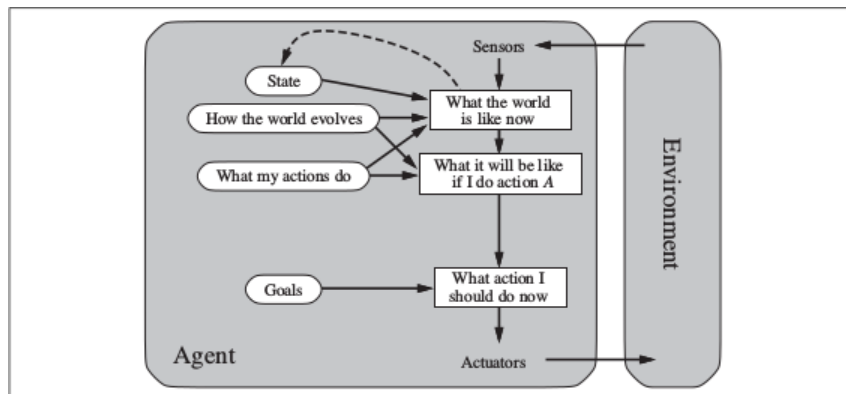 Sensors
State
What the world
is like now
How the world evolves
What it will be like
if I do action A
What my actions do
Environment
What action I
should do now
Goals
Agent
Actuators